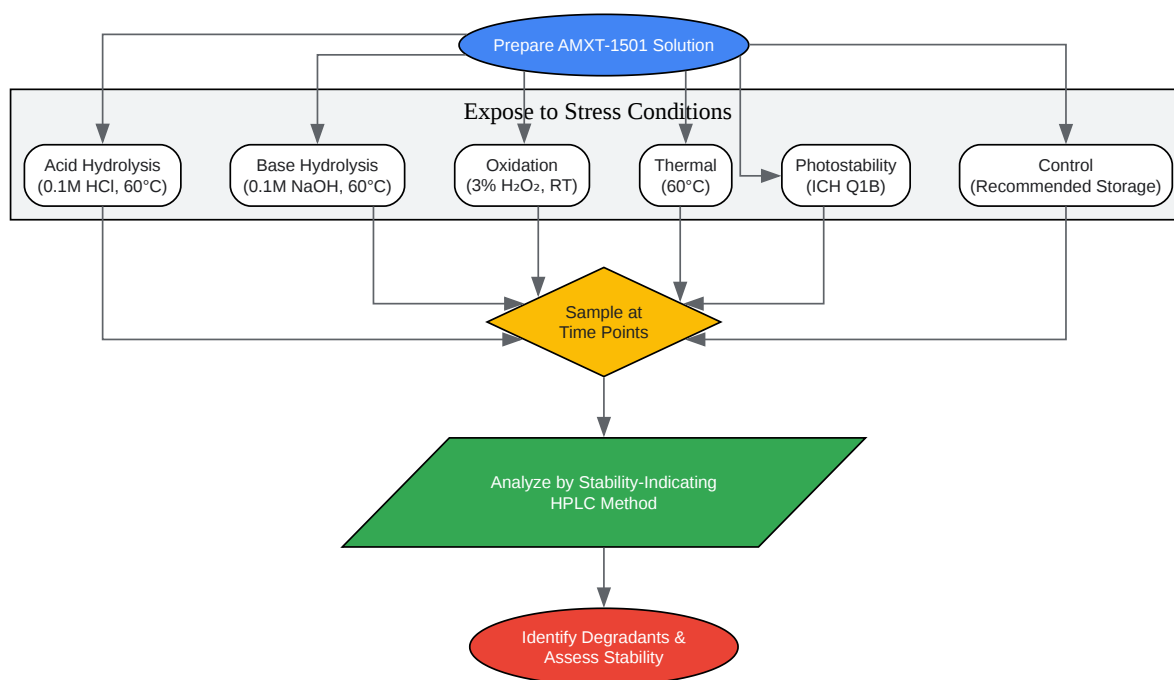 Prepare AMXT-1501 Solution
Expose to Stress Conditions
Acid Hydrolysis
(0.1M HCl, 60°C)
Base Hydrolysis
(0.1M NaOH, 60°C)
Oxidation
(3% H₂O₂, RT)
Thermal
(60°C)
Photostability
(ICH Q1B)
Control
(Recommended Storage)
Sample at
Time Points
Analyze by Stability-Indicating
HPLC Method
Identify Degradants &
Assess Stability